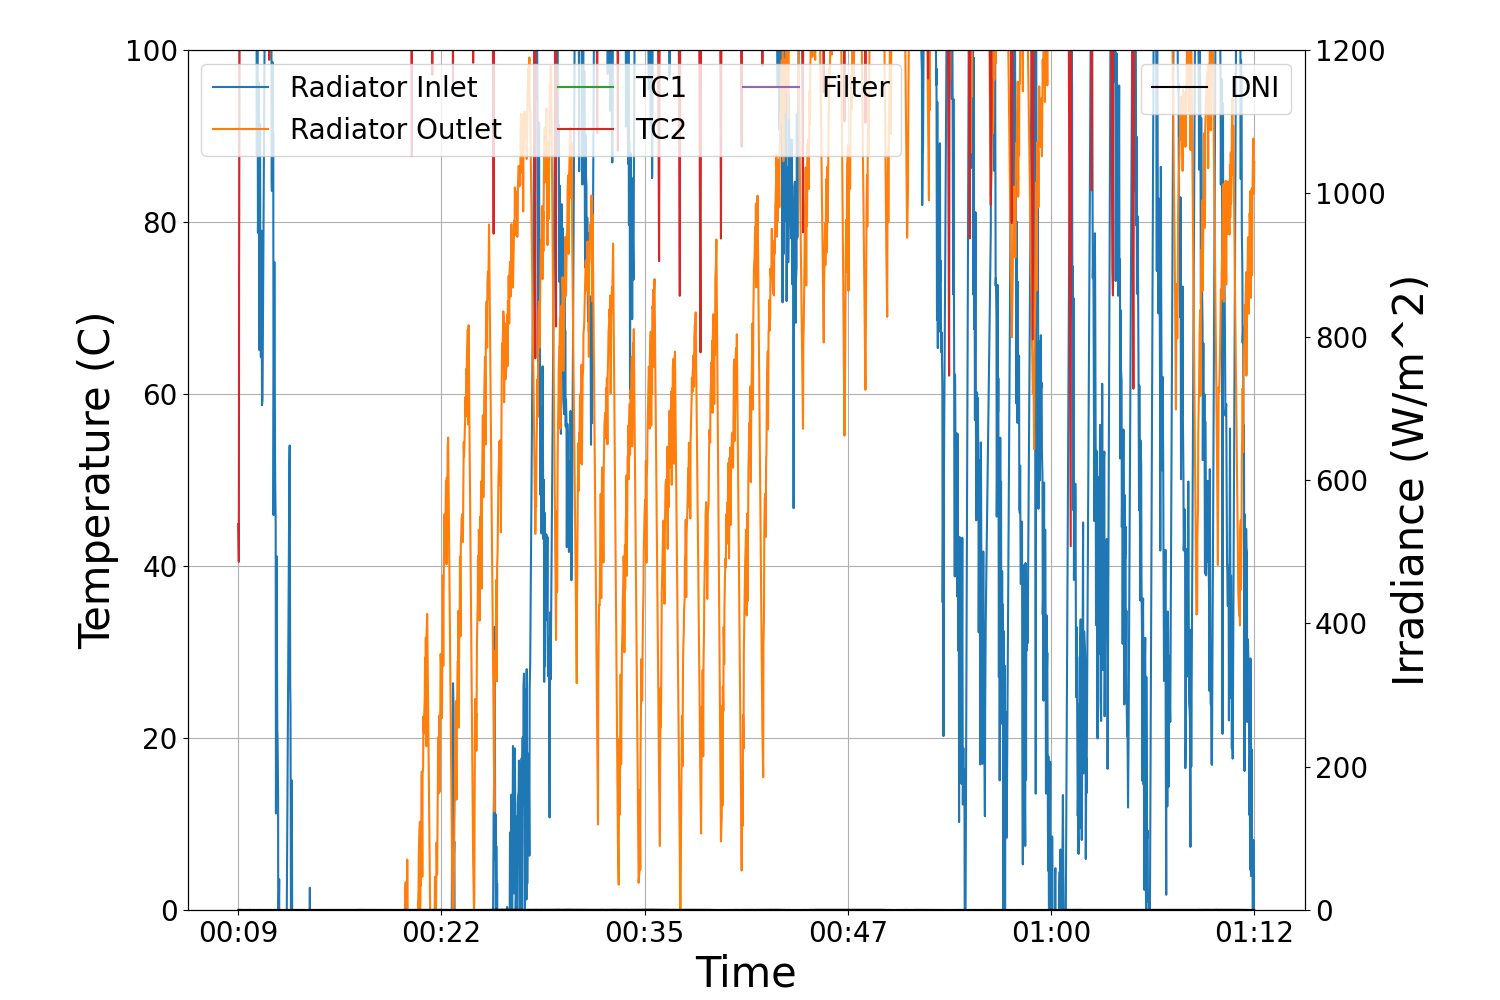 100
80
60
40
20
0
Temperature (C)
Radiator Inlet
Radiator Outlet
TC1
TC2
Filter
DNI
1200
1000
800
600
400
200
0
Irradiance (W/m^2)
00:09 00:22 00:35 00:47 01:00 01:12
Time